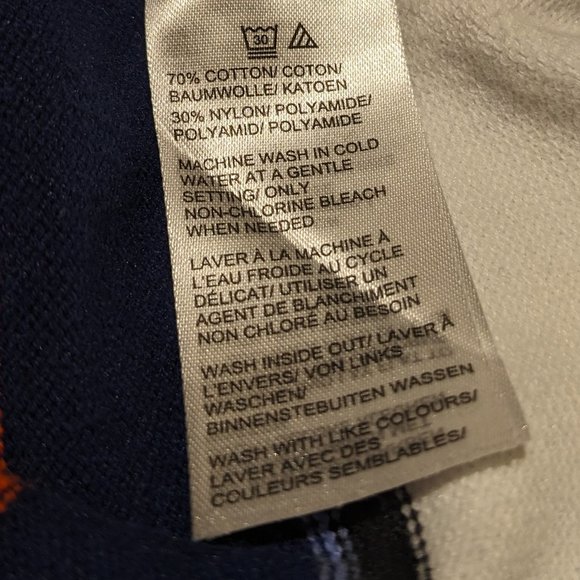 30
70% COTTON/ COTON/
BAUMWOLLE/ KATOEN
30% NYLON/ POLYAMIDE/
POLYAMID/ POLYAMIDE
MACHINE WASH IN COLD
WATER AT A GENTLE
SETTING/ ONLY
NON-CHLORINE BLEACH
WHEN NEEDED
LAVER À LA MACHINE À
L'EAU FROIDE AU CYCLE
DÉLICAT/ UTILISER UN
AGENT DE BLANCHIMENT
NON CHLORÉ AU BESOIN
WASH INSIDE OUT/ LAVER À
L'ENVERS/ VON LINKS
WASCHEN/
BINNENSTEBUITEN WASSEN
WASH WITH LIKE COLOURS/
LAVER AVEC DES
COULEURS SEMBLABLES/